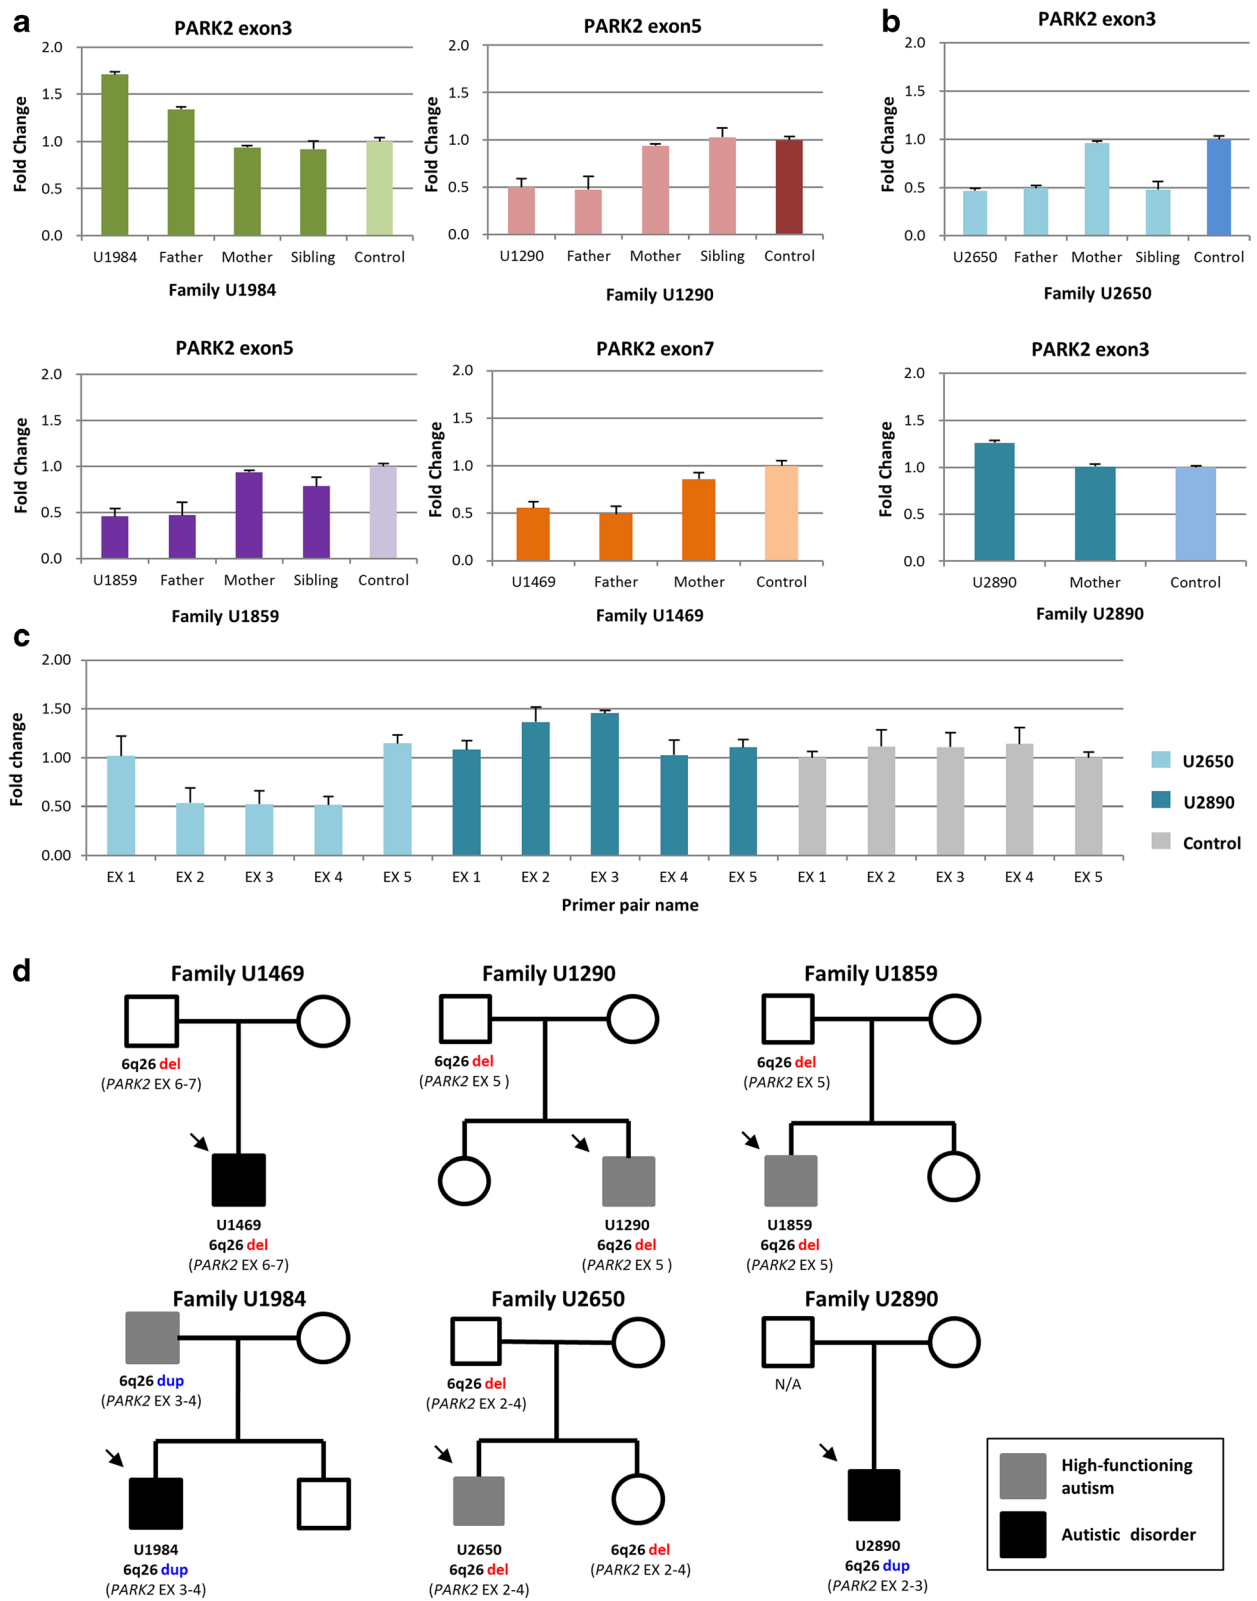 a
PARK2 exon3
Fold Change
2.0
1.5
1.0
0.5
0.0
U1984 Father Mother Sibling Control
Family U1984
PARK2 exon5
Fold Change
2.0
1.5
1.0
0.5
0.0
U1290 Father Mother Sibling Control
Family U1290
b
PARK2 exon3
Fold Change
2.0
1.5
1.0
0.5
0.0
U2650 Father Mother Sibling Control
Family U2650
PARK2 exon5
Fold Change
2.0
1.5
1.0
0.5
0.0
U1859 Father Mother Sibling Control
Family U1859
PARK2 exon7
Fold Change
2.0
1.5
1.0
0.5
0.0
U1469 Father Mother Control
Family U1469
PARK2 exon3
Fold Change
2.0
1.5
1.0
0.5
0.0
U2890 Mother Control
Family U2890
c
Fold change
2.00
1.50
1.00
0.50
0.00
EX 1 EX 2 EX 3 EX 4 EX 5 EX 1 EX 2 EX 3 EX 4 EX 5 EX 1 EX 2 EX 3 EX 4 EX 5
Primer pair name
U2650
U2890
Control
d
Family U1469
6q26 del
(PARK2 EX 6-7)
U1469
6q26 del
(PARK2 EX 6-7)
Family U1290
6q26 del
(PARK2 EX 5 )
U1290
6q26 del
(PARK2 EX 5 )
Family U1859
6q26 del
(PARK2 EX 5)
U1859
6q26 del
(PARK2 EX 5)
Family U1984
6q26 dup
(PARK2 EX 3-4)
U1984
6q26 dup
(PARK2 EX 3-4)
Family U2650
6q26 del
(PARK2 EX 2-4)
U2650
6q26 del
(PARK2 EX 2-4)
6q26 del
(PARK2 EX 2-4)
Family U2890
N/A
U2890
6q26 dup
(PARK2 EX 2-3)
High-functioning
autism
Autistic disorder